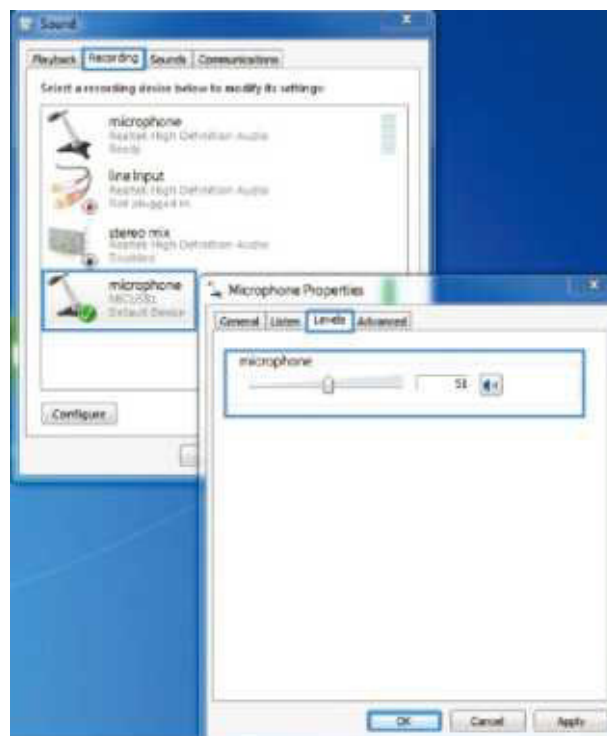 Sound
Playback Recording Sounds Communications
Select a recording device below to modify its settings:
microphone
Realtek High Definition Audio
Ready
line input
Realtek High Definition Audio
Not plugged in
stereo mix
Realtek High Definition Audio
Disabled
microphone
Default Device
Configure
Microphone Properties
General Listen Levels Advanced
microphone
51
OK Cancel Apply